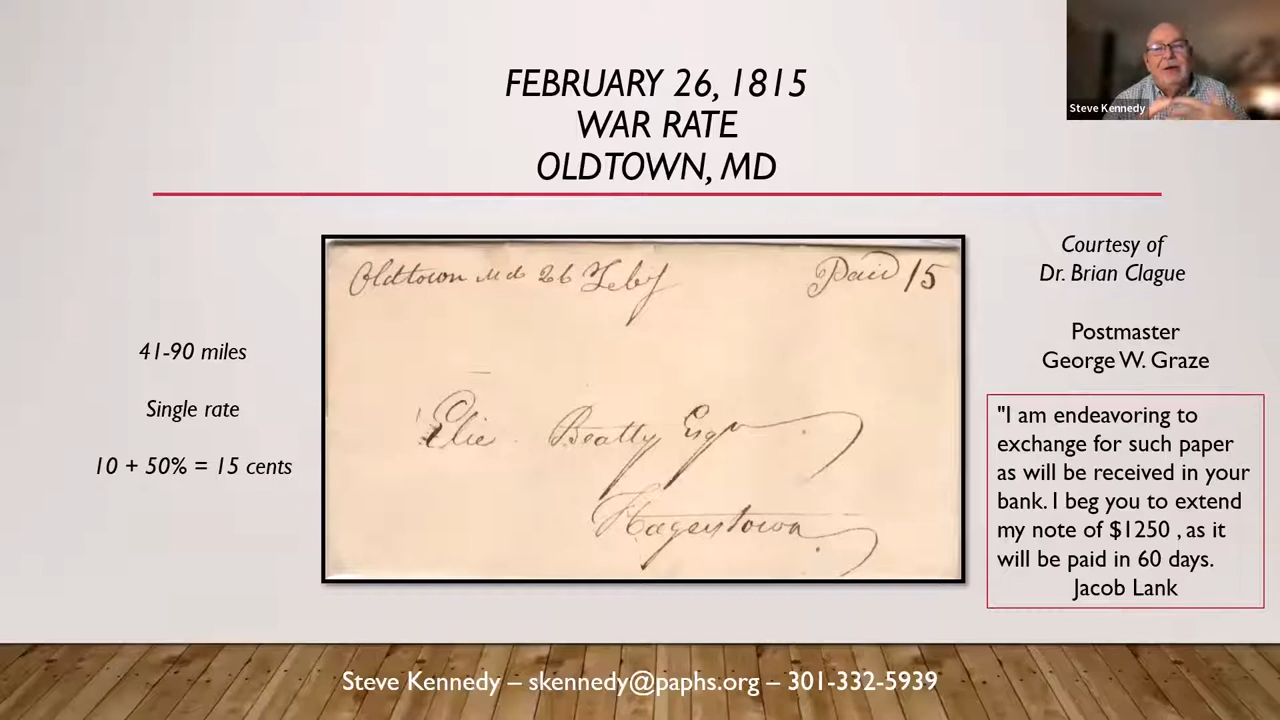 FEBRUARY 26, 1815
WAR RATE
OLDTOWN, MD
Steve Kennedy
Oldtown Md 26 Feby
Paid 15
Elie Beatty Esqr
Hagerstown
41-90 miles
Single rate
10 + 50% = 15 cents
Courtesy of
Dr. Brian Clague
Postmaster
George W. Graze
"I am endeavoring to
exchange for such paper
as will be received in your
bank. I beg you to extend
my note of $1250 , as it
will be paid in 60 days.
Jacob Lank
Steve Kennedy – skennedy@paphs.org – 301-332-5939